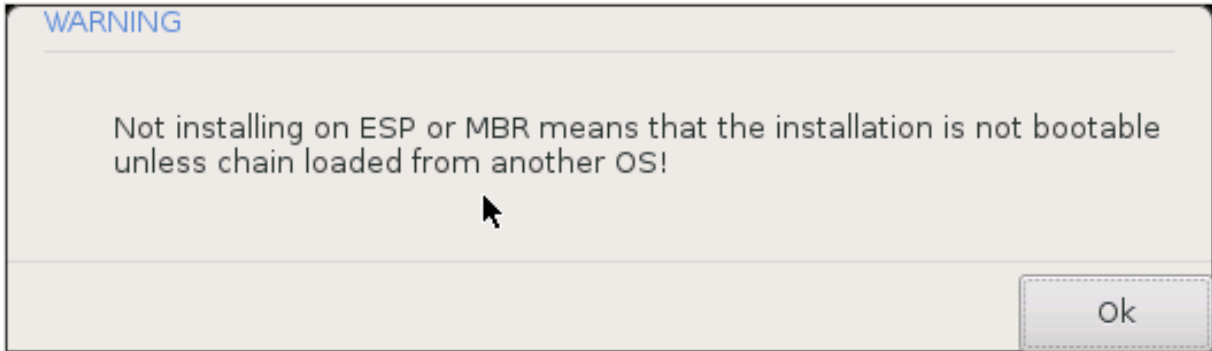 WARNING
Not installing on ESP or MBR means that the installation is not bootable
unless chain loaded from another OS!
Ok